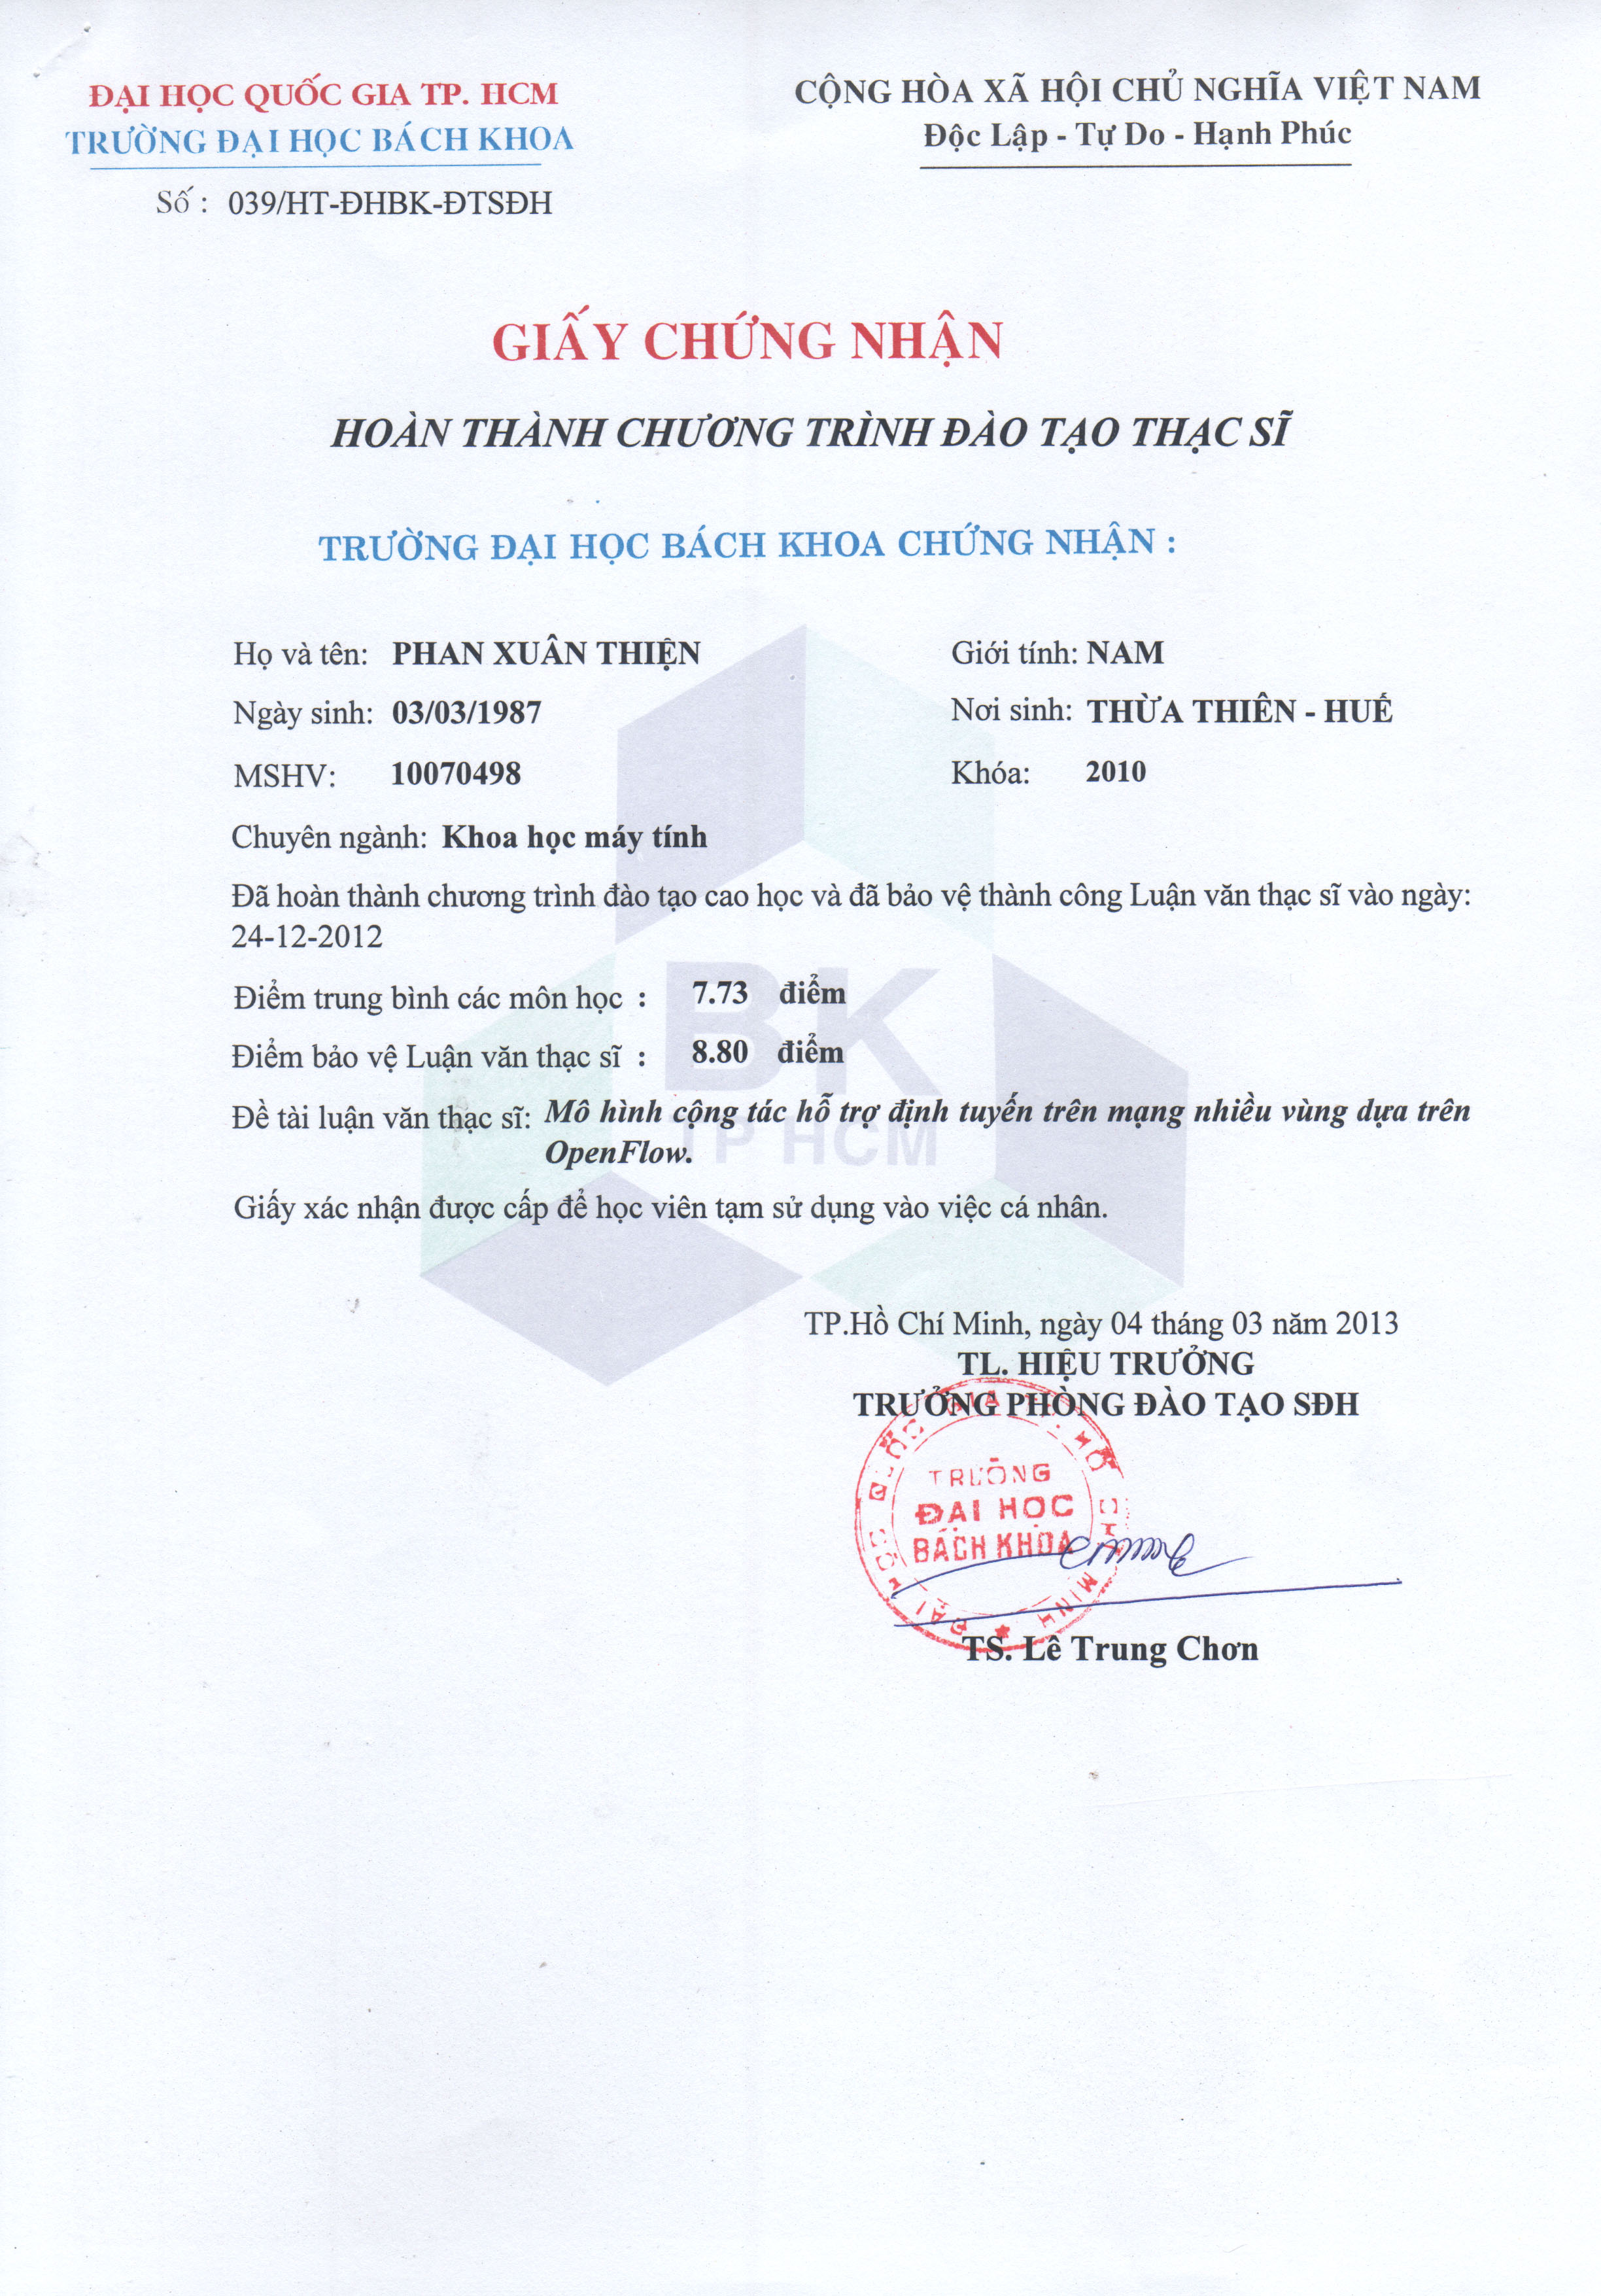 ĐẠI HỌC QUỐC GIA TP. HCM
TRƯỜNG ĐẠI HỌC BÁCH KHOA
Số : 039/HT-ĐHBK-ĐTSĐH
CỘNG HÒA XÃ HỘI CHỦ NGHĨA VIỆT NAM
Độc Lập - Tự Do - Hạnh Phúc
GIẤY CHỨNG NHẬN
HOÀN THÀNH CHƯƠNG TRÌNH ĐÀO TẠO THẠC SĨ
TRƯỜNG ĐẠI HỌC BÁCH KHOA CHỨNG NHẬN :
Họ và tên: PHAN XUÂN THIỆN Giới tính: NAM
Ngày sinh: 03/03/1987 Nơi sinh: THỪA THIÊN - HUẾ
MSHV: 10070498 Khóa: 2010
Chuyên ngành: Khoa học máy tính
Đã hoàn thành chương trình đào tạo cao học và đã bảo vệ thành công Luận văn thạc sĩ vào ngày:
24-12-2012
Điểm trung bình các môn học : 7.73 điểm
Điểm bảo vệ Luận văn thạc sĩ : 8.80 điểm
Đề tài luận văn thạc sĩ: Mô hình cộng tác hỗ trợ định tuyến trên mạng nhiều vùng dựa trên
OpenFlow.
Giấy xác nhận được cấp để học viên tạm sử dụng vào việc cá nhân.
BK
TP HCM
TP.Hồ Chí Minh, ngày 04 tháng 03 năm 2013
TL. HIỆU TRƯỞNG
TRƯỞNG PHÒNG ĐÀO TẠO SĐH
ĐẠI HỌC QUỐC GIA TP. HỒ CHÍ MINH
TRƯỜNG
ĐẠI HỌC
BÁCH KHOA
TS. Lê Trung Chơn